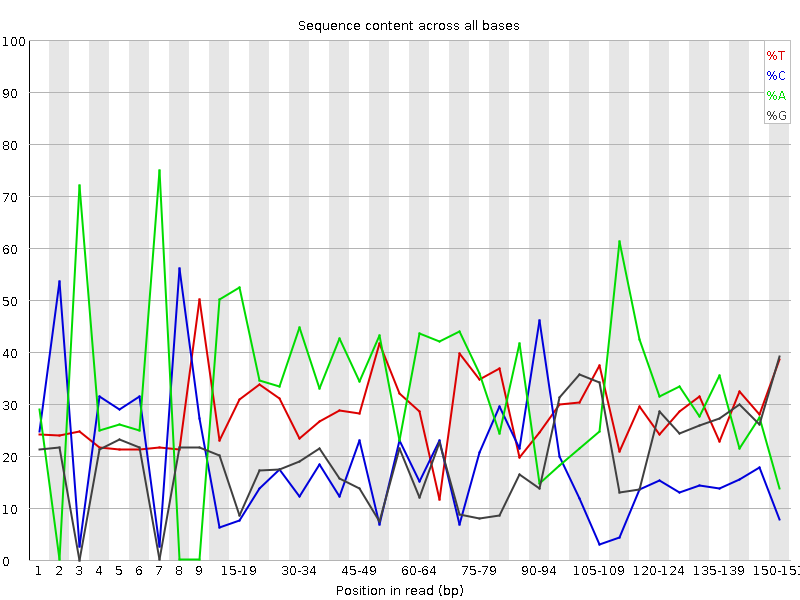 Sequence content across all bases
100
%T
%C
90
%A
%G
80
70
60
50
40
30
20
10
0
1 2 3 4 5 6 7 8 9 15-19 30-34 45-49 60-64 75-79 90-94 105-109 120-124 135-139 150-151
Position in read (bp)